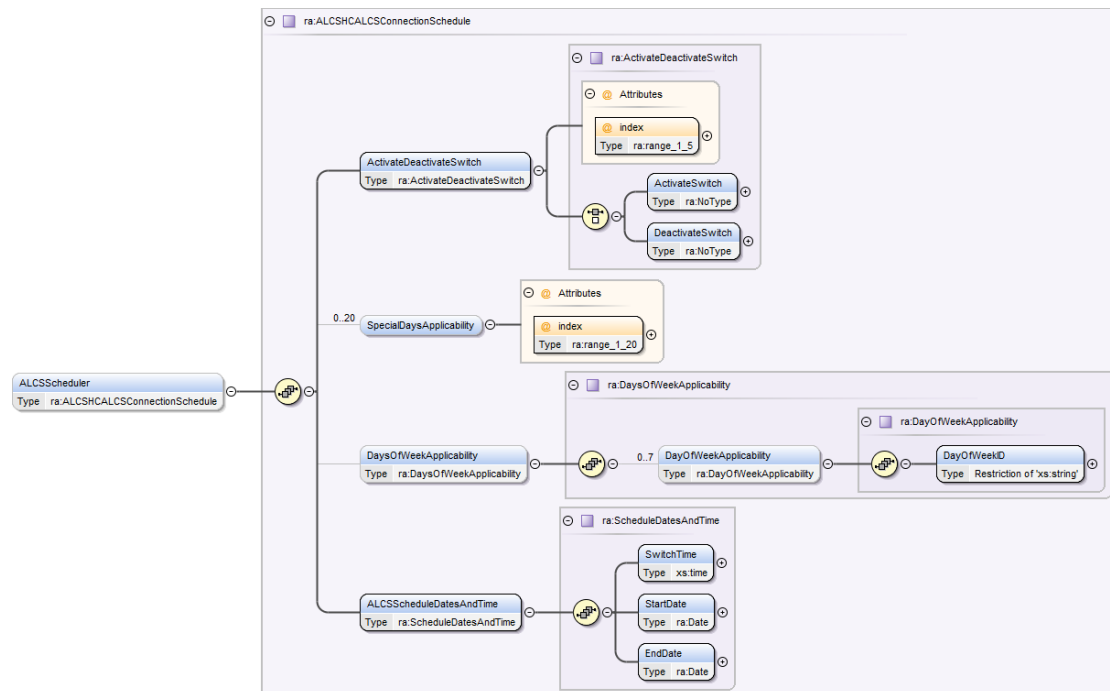 ra:ALCSHCALCSConnectionSchedule
ra:ActivateDeactivateSwitch
@ Attributes
@ index
Type ra:range_1_5
ActivateDeactivateSwitch
Type ra:ActivateDeactivateSwitch
ActivateSwitch
Type ra:NoType
DeactivateSwitch
Type ra:NoType
@ Attributes
0..20
SpecialDaysApplicability
@ index
Type ra:range_1_20
ALCSScheduler
Type ra:ALCSHCALCSConnectionSchedule
ra:DaysOfWeekApplicability
ra:DayOfWeekApplicability
DaysOfWeekApplicability
Type ra:DaysOfWeekApplicability
0..7
DayOfWeekApplicability
Type ra:DayOfWeekApplicability
DayOfWeekID
Type Restriction of 'xs:string'
ra:ScheduleDatesAndTime
SwitchTime
Type xs:time
ALCSScheduleDatesAndTime
Type ra:ScheduleDatesAndTime
StartDate
Type ra:Date
EndDate
Type ra:Date